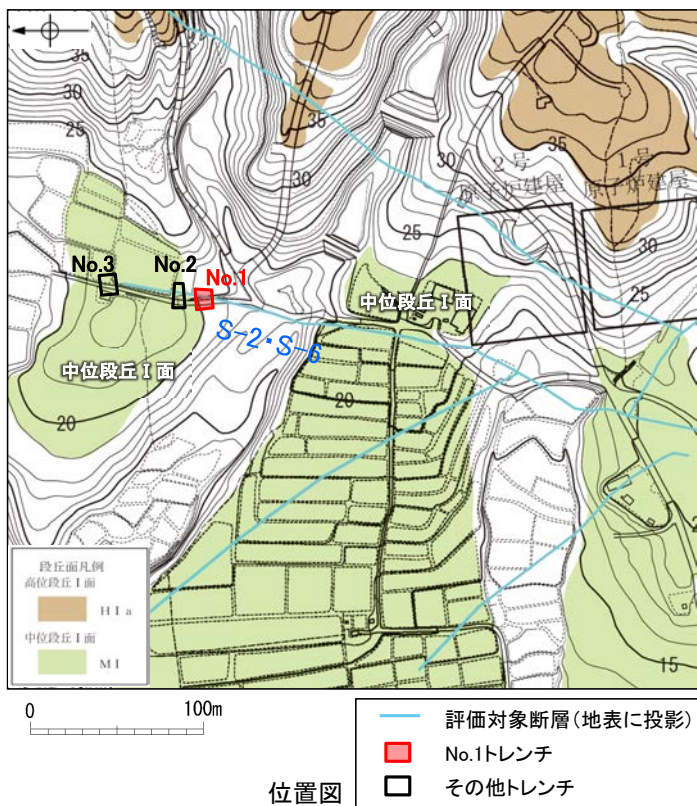 35
35
30
25
35
30
35
30
25
2号
原子炉建屋
1号
原子炉建屋
30
25
No.3
No.2
No.1
中位段丘Ⅰ面
S-2・S-6
中位段丘Ⅰ面
20
20
段丘面凡例
高位段丘Ⅰ面
HⅠa
中位段丘Ⅰ面
MⅠ
15
0 100m
位置図
評価対象断層(地表に投影)
No.1トレンチ
その他トレンチ